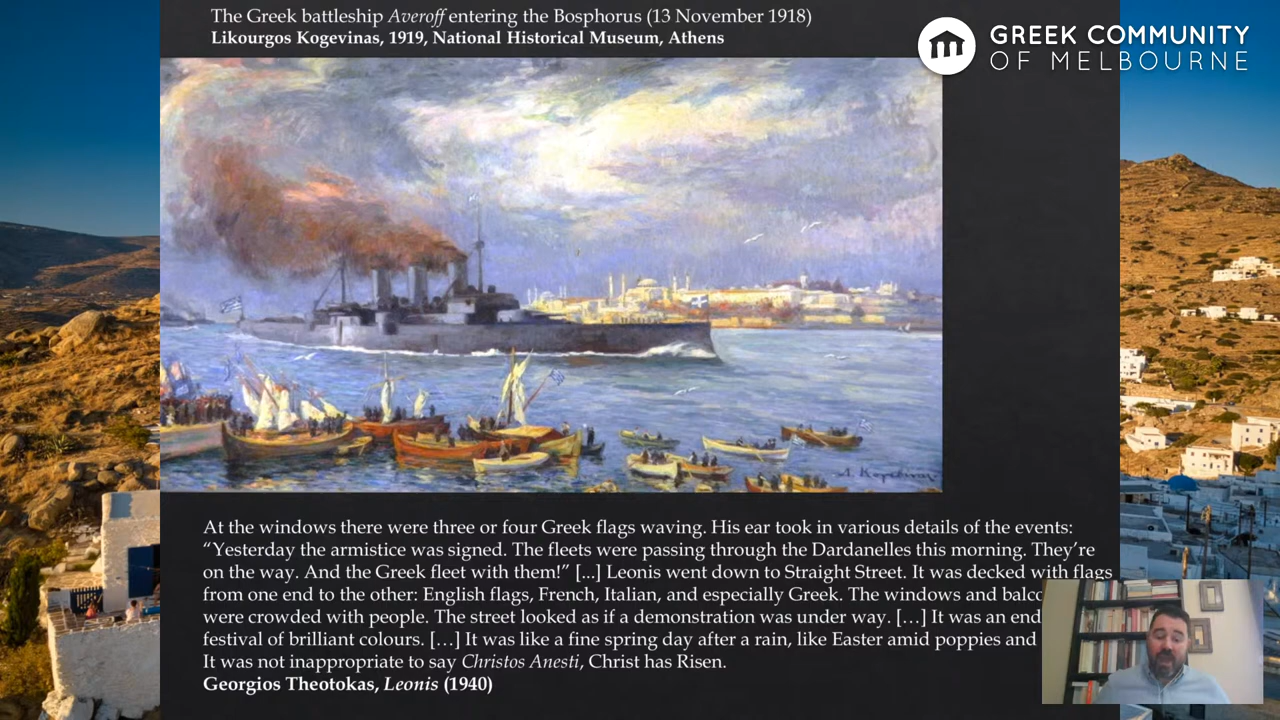 The Greek battleship Averoff entering the Bosphorus (13 November 1918)
Likourgos Kogevinas, 1919, National Historical Museum, Athens
GREEK COMMUNITY
OF MELBOURNE
At the windows there were three or four Greek flags waving. His ear took in various details of the events:
“Yesterday the armistice was signed. The fleets were passing through the Dardanelles this morning. They’re
on the way. And the Greek fleet with them!” [...] Leonis went down to Straight Street. It was decked with flags
from one end to the other: English flags, French, Italian, and especially Greek. The windows and balco
were crowded with people. The street looked as if a demonstration was under way. […] It was an end
festival of brilliant colours. […] It was like a fine spring day after a rain, like Easter amid poppies and
It was not inappropriate to say Christos Anesti, Christ has Risen.
Georgios Theotokas, Leonis (1940)